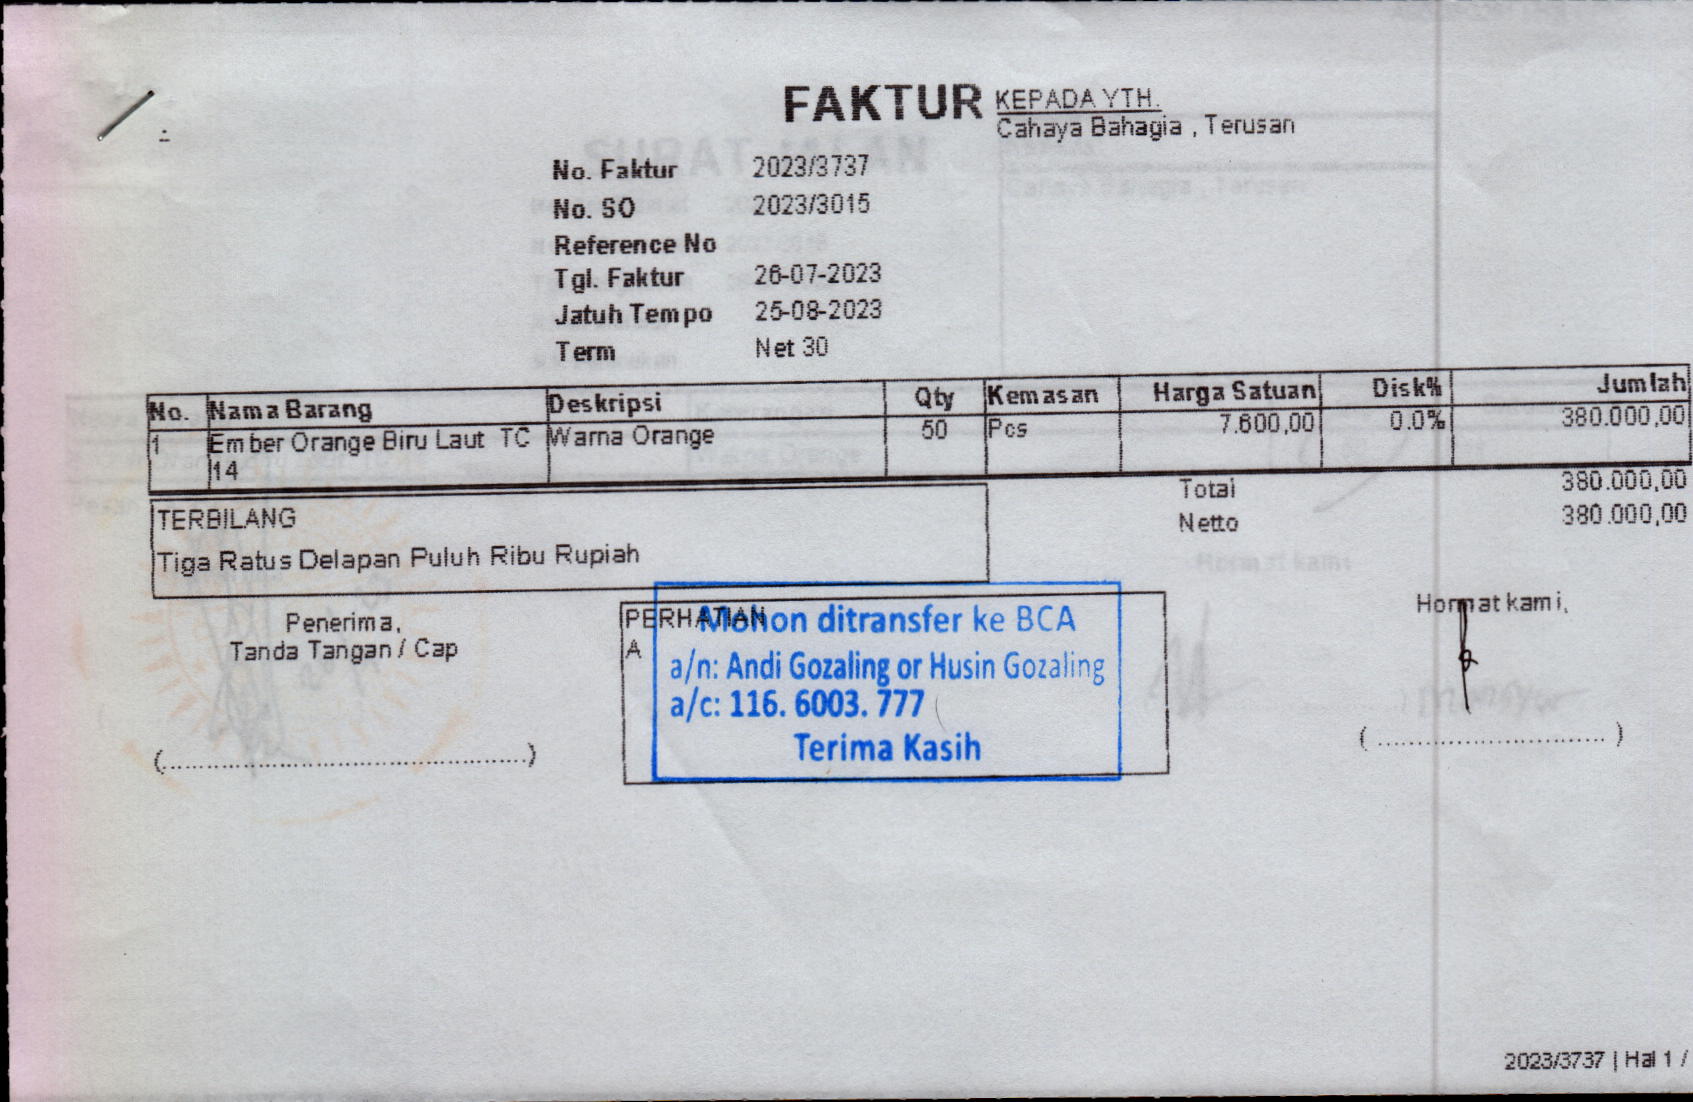 FAKTUR
KEPADA YTH.
Cahaya Bahagia , Terusan
No. Faktur 2023/3737
No. SO 2023/3015
Reference No
Tgl. Faktur 26-07-2023
Jatuh Tempo 25-08-2023
Term Net 30
No. Nama Barang Deskripsi Qty Kemasan Harga Satuan Disk% Jumlah
1 Ember Orange Biru Laut TC Warna Orange 50 Pcs 7.600,00 0.0% 380.000,00
14
Total 380.000,00
Netto 380.000,00
TERBILANG
Tiga Ratus Delapan Puluh Ribu Rupiah
Penerima,
Tanda Tangan / Cap
(..............................................)
PERHATIAN
A
Mohon ditransfer ke BCA
a/n: Andi Gozaling or Husin Gozaling
a/c: 116. 6003. 777
Terima Kasih
Hormat kami,
( ............................. )
2023/3737 | Hal 1 /